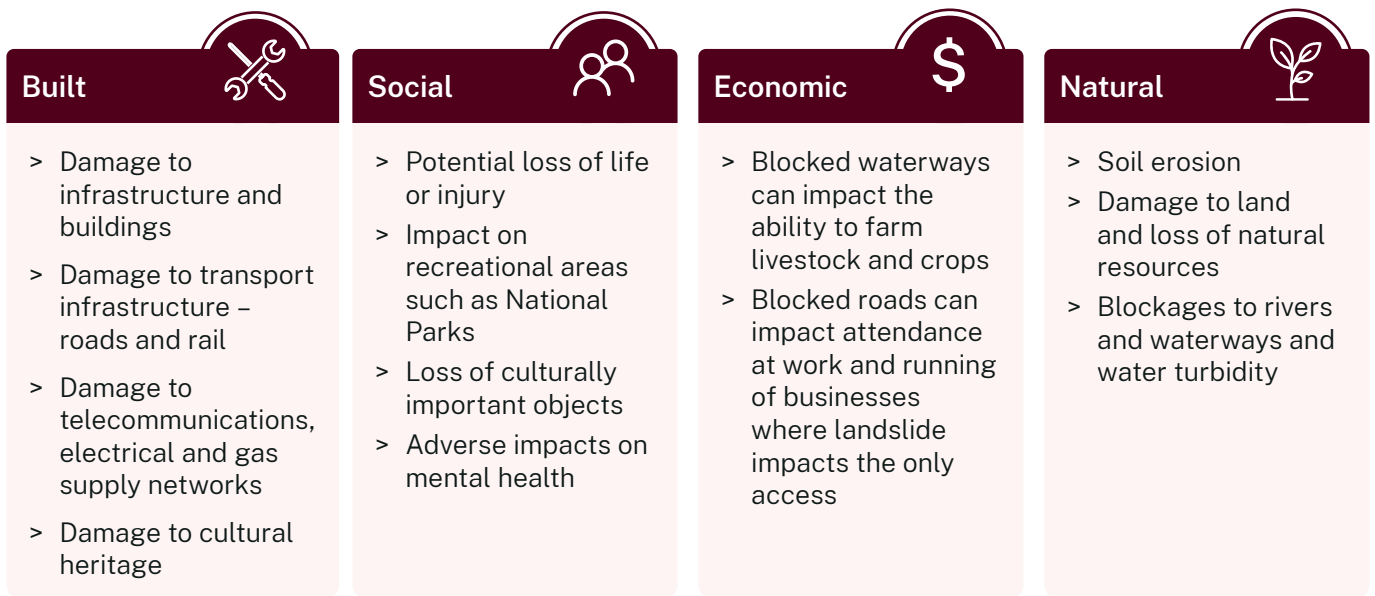 Built
> Damage to
infrastructure and
buildings
> Damage to transport
infrastructure –
roads and rail
> Damage to
telecommunications,
electrical and gas
supply networks
> Damage to cultural
heritage
Social
> Potential loss of life
or injury
> Impact on
recreational areas
such as National
Parks
> Loss of culturally
important objects
> Adverse impacts on
mental health
$
Economic
> Blocked waterways
can impact the
ability to farm
livestock and crops
> Blocked roads can
impact attendance
at work and running
of businesses
where landslide
impacts the only
access
Natural
> Soil erosion
> Damage to land
and loss of natural
resources
> Blockages to rivers
and waterways and
water turbidity